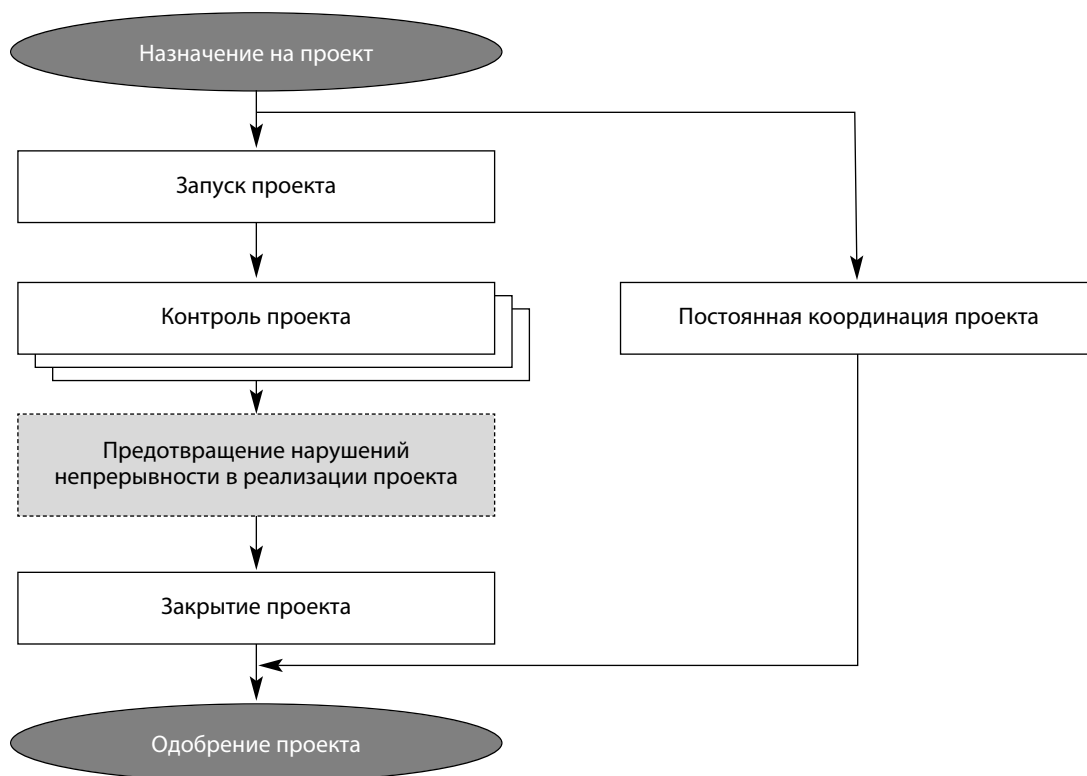 Назначение на проект
Запуск проекта
Контроль проекта
Постоянная координация проекта
Предотвращение нарушений
непрерывности в реализации проекта
Закрытие проекта
Одобрение проекта